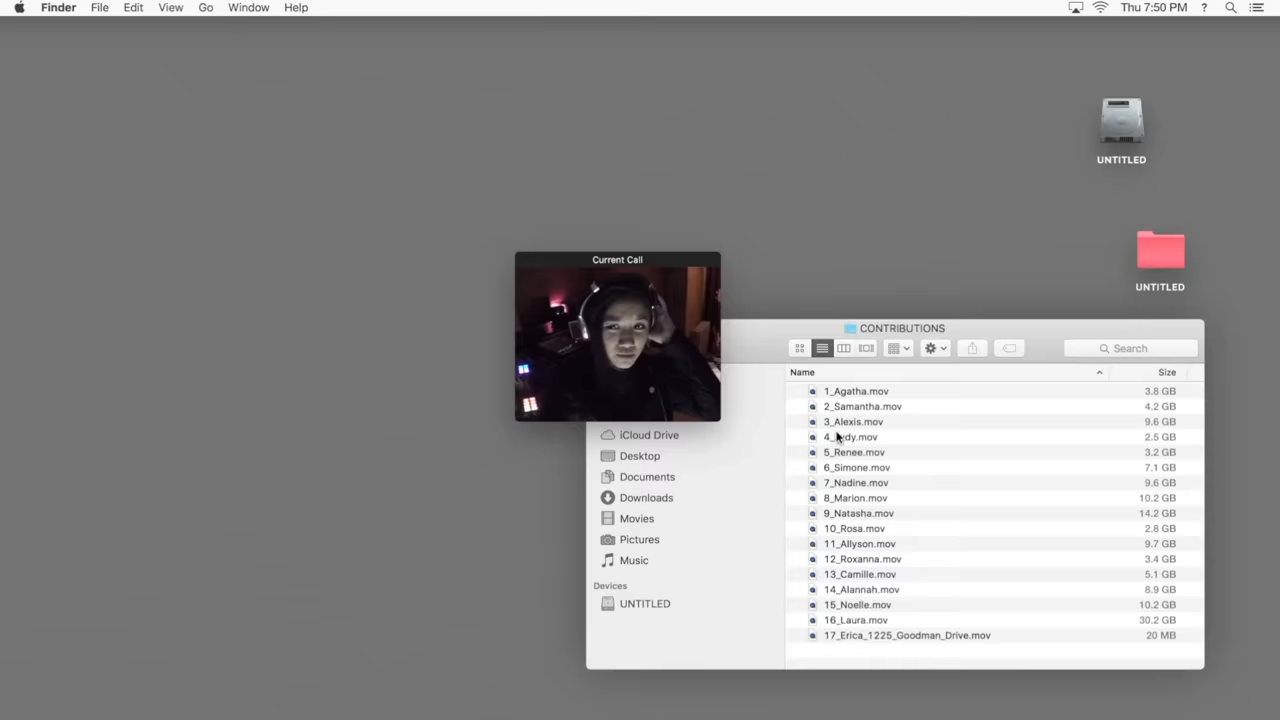 Finder File Edit View Go Window Help Thu 7:50 PM ?
UNTITLED
UNTITLED
Current Call
CONTRIBUTIONS
Search
Name Size
1_Agatha.mov 3.8 GB
2_Samantha.mov 4.2 GB
3_Alexis.mov 9.6 GB
2.5 GB
5_Renee.mov 3.2 GB
6_Simone.mov 7.1 GB
7_Nadine.mov 9.6 GB
8_Marion.mov 10.2 GB
9_Natasha.mov 14.2 GB
10_Rosa.mov 2.8 GB
11_Allyson.mov 9.7 GB
12_Roxanna.mov 3.4 GB
13_Camille.mov 5.1 GB
14_Alannah.mov 8.9 GB
15_Noelle.mov 10.2 GB
16_Laura.mov 30.2 GB
17_Erica_1225_Goodman_Drive.mov 20 MB
iCloud Drive
Desktop
Documents
Downloads
Movies
Pictures
Music
Devices
UNTITLED